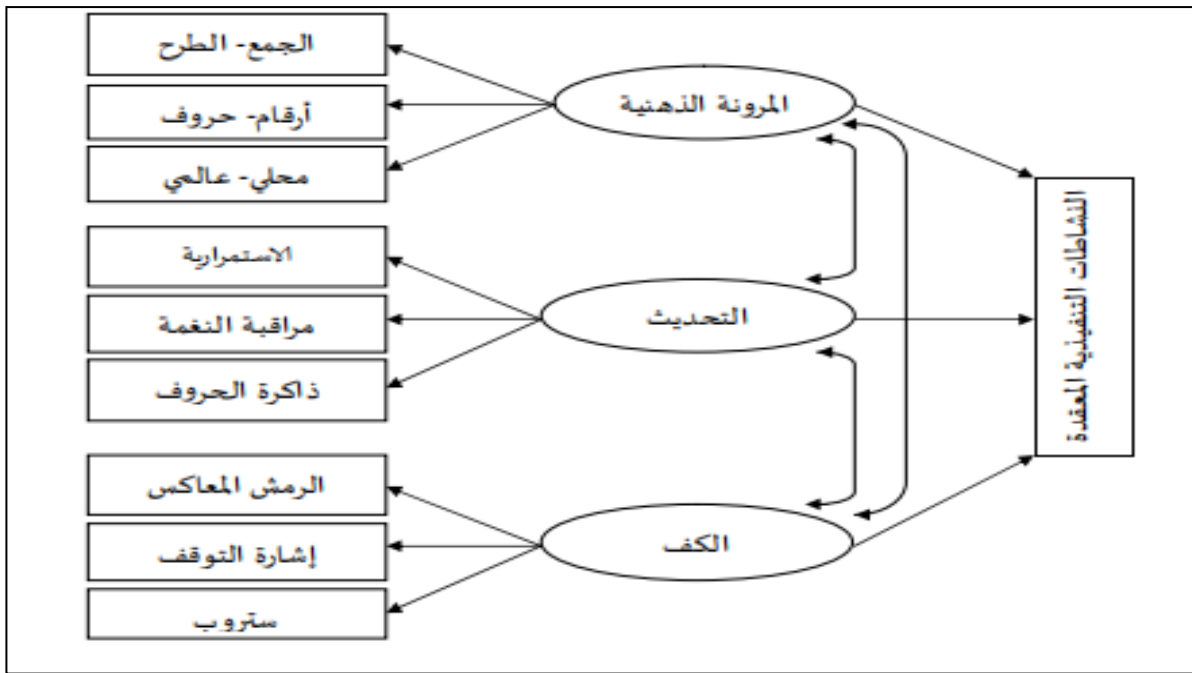 الجمع- الطرح
أرقام- حروف
محلي- عالمي
المرونة الذهنية
الاستمرارية
مراقبة النغمة
ذاكرة الحروف
التحديث
الرمش المعاكس
إشارة التوقف
ستروب
الكف
النشاطات التنفيذية المعقدة